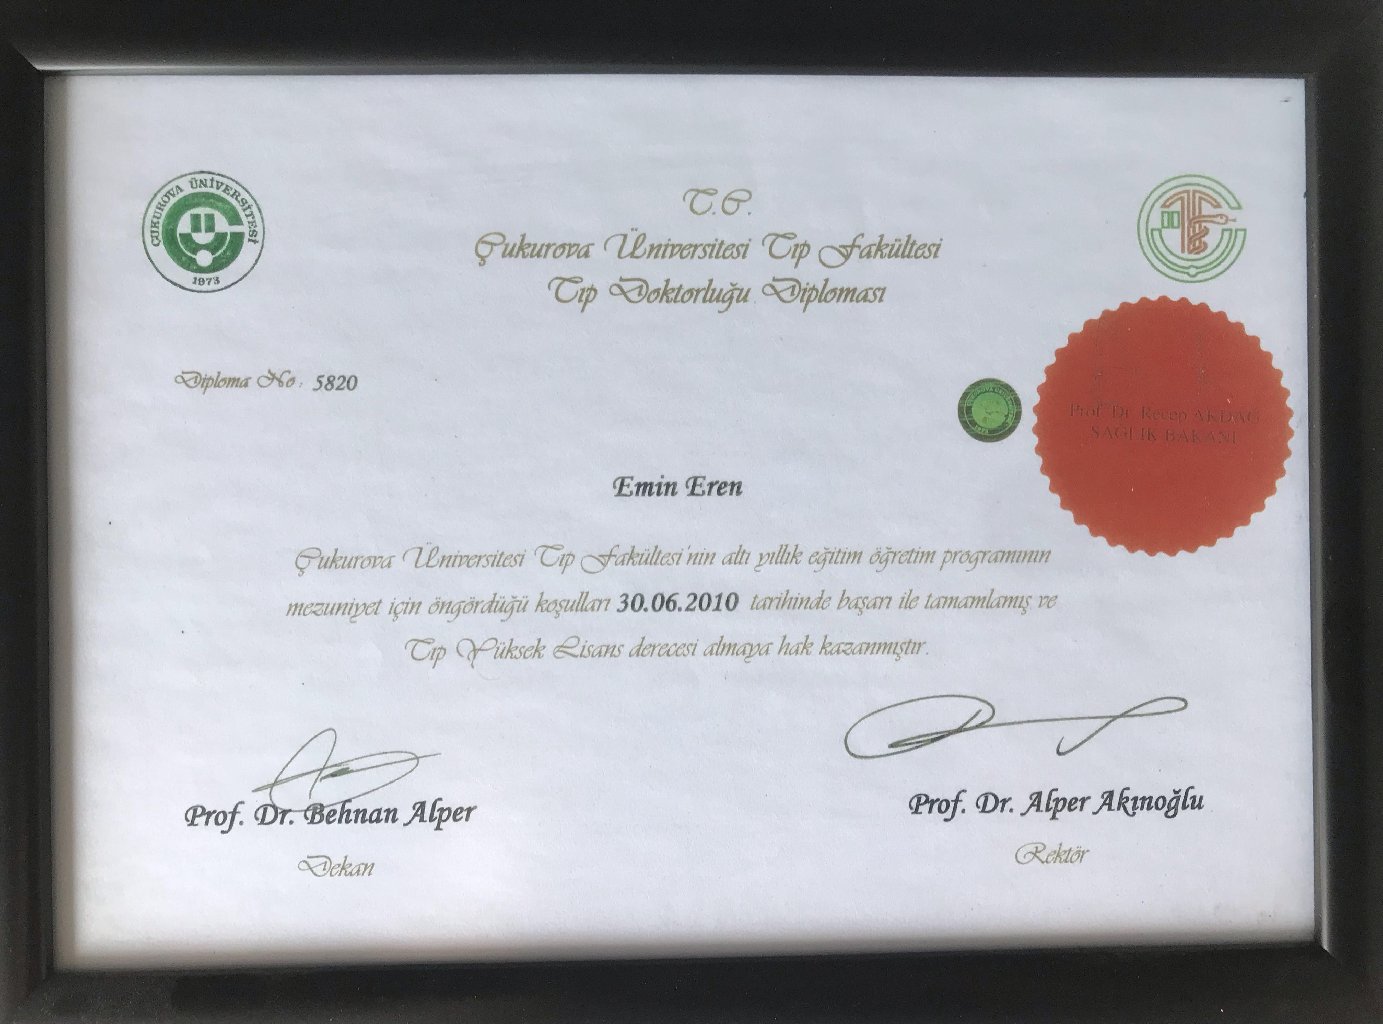 ÇUKUROVA ÜNİVERSİTESİ
1973
T.C.
Çukurova Üniversitesi Tıp Fakültesi
Tıp Doktorluğu Diploması
Diploma No: 5820
Prof. Dr. Recep AKDAĞ
SAĞLIK BAKANI
Emin Eren
Çukurova Üniversitesi Tıp Fakültesi'nin altı yıllık eğitim öğretim programının
mezuniyet için öngördüğü koşulları 30.06.2010 tarihinde başarı ile tamamlamış ve
Tıp Yüksek Lisans derecesi almaya hak kazanmıştır.
Prof. Dr. Behnan Alper
Dekan
Prof. Dr. Alper Akınoğlu
Rektör